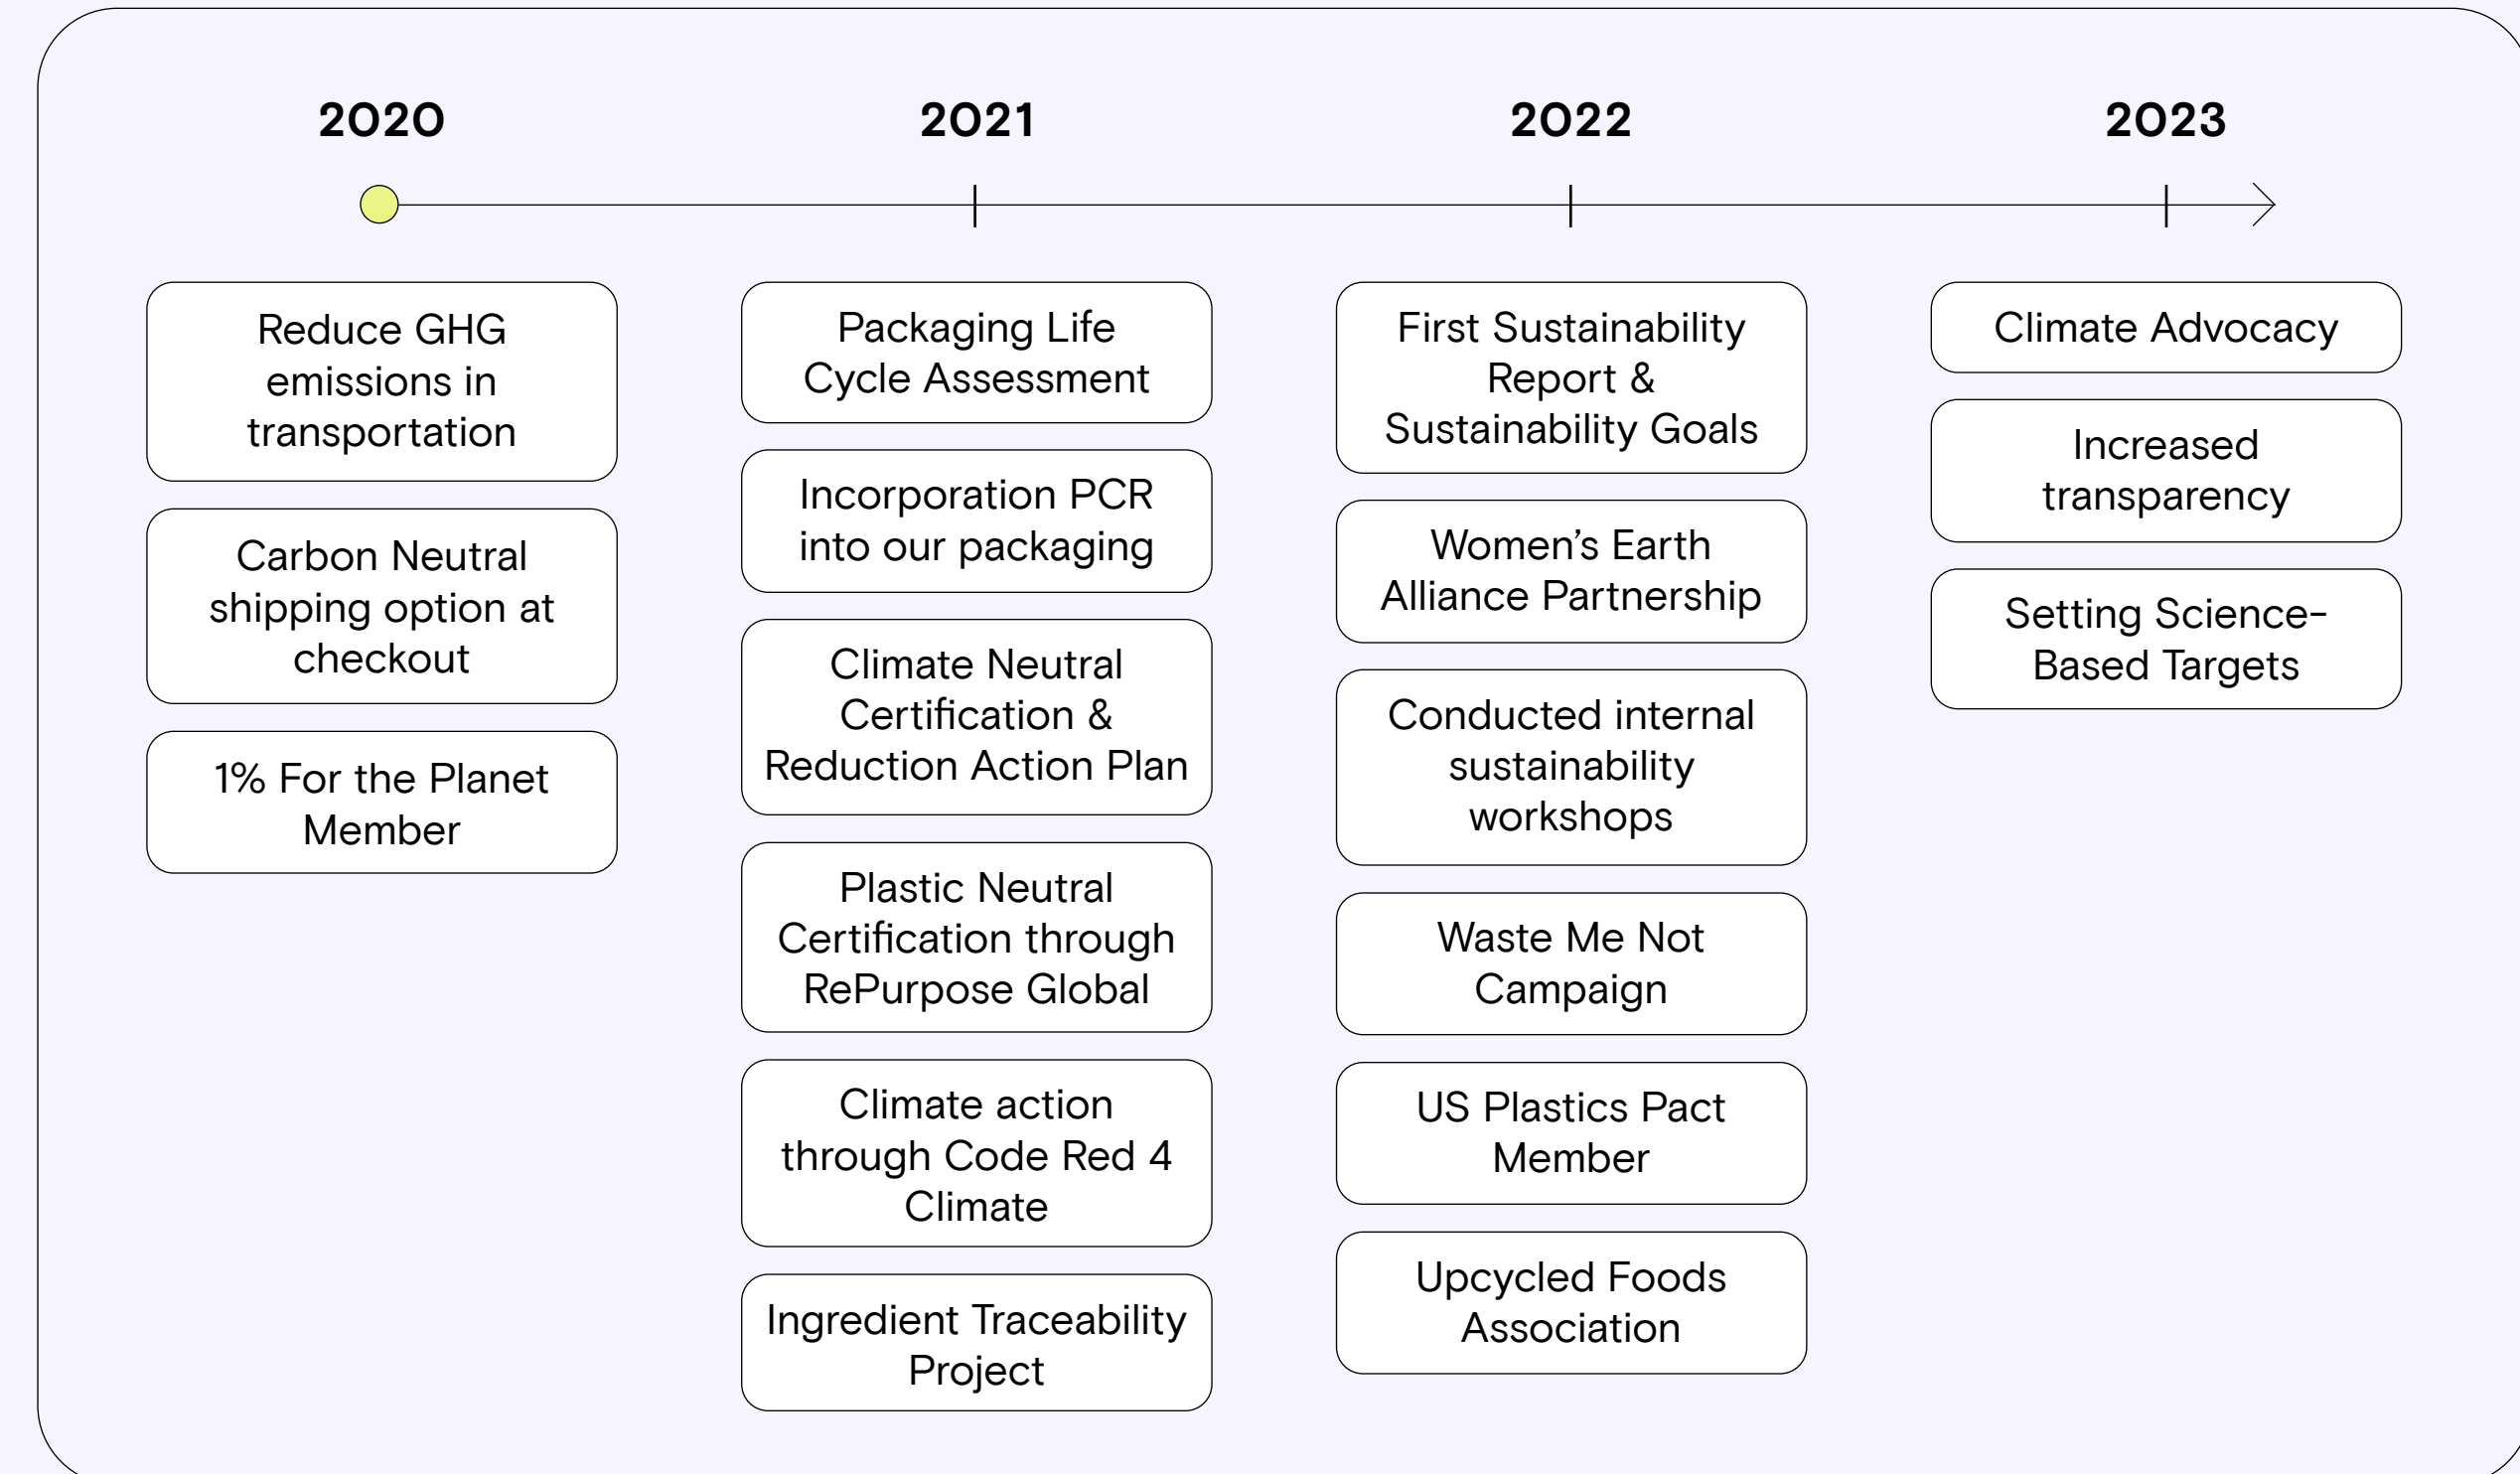 2020
2021
2022
2023
Reduce GHG
emissions in
transportation
Carbon Neutral
shipping option at
checkout
1% For the Planet
Member
Packaging Life
Cycle Assessment
Incorporation PCR
into our packaging
Climate Neutral
Certification &
Reduction Action Plan
Plastic Neutral
Certification through
RePurpose Global
Climate action
through Code Red 4
Climate
Ingredient Traceability
Project
First Sustainability
Report &
Sustainability Goals
Women’s Earth
Alliance Partnership
Conducted internal
sustainability
workshops
Waste Me Not
Campaign
US Plastics Pact
Member
Upcycled Foods
Association
Climate Advocacy
Increased
transparency
Setting Science-
Based Targets